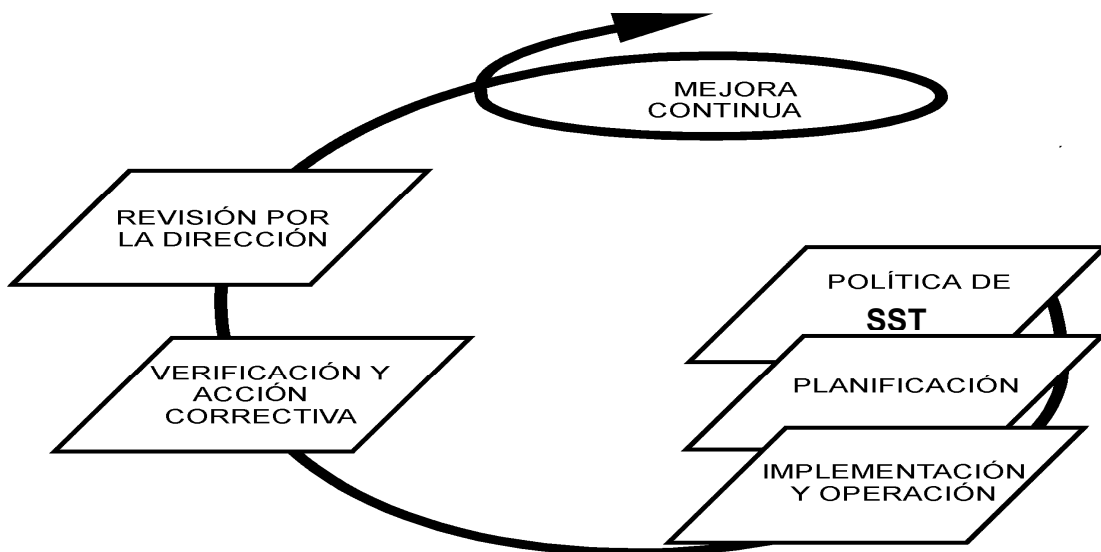 MEJORA
CONTINUA
REVISIÓN POR
LA DIRECCIÓN
POLÍTICA DE
SST
VERIFICACIÓN Y
ACCIÓN
CORRECTIVA
PLANIFICACIÓN
IMPLEMENTACIÓN
Y OPERACIÓN